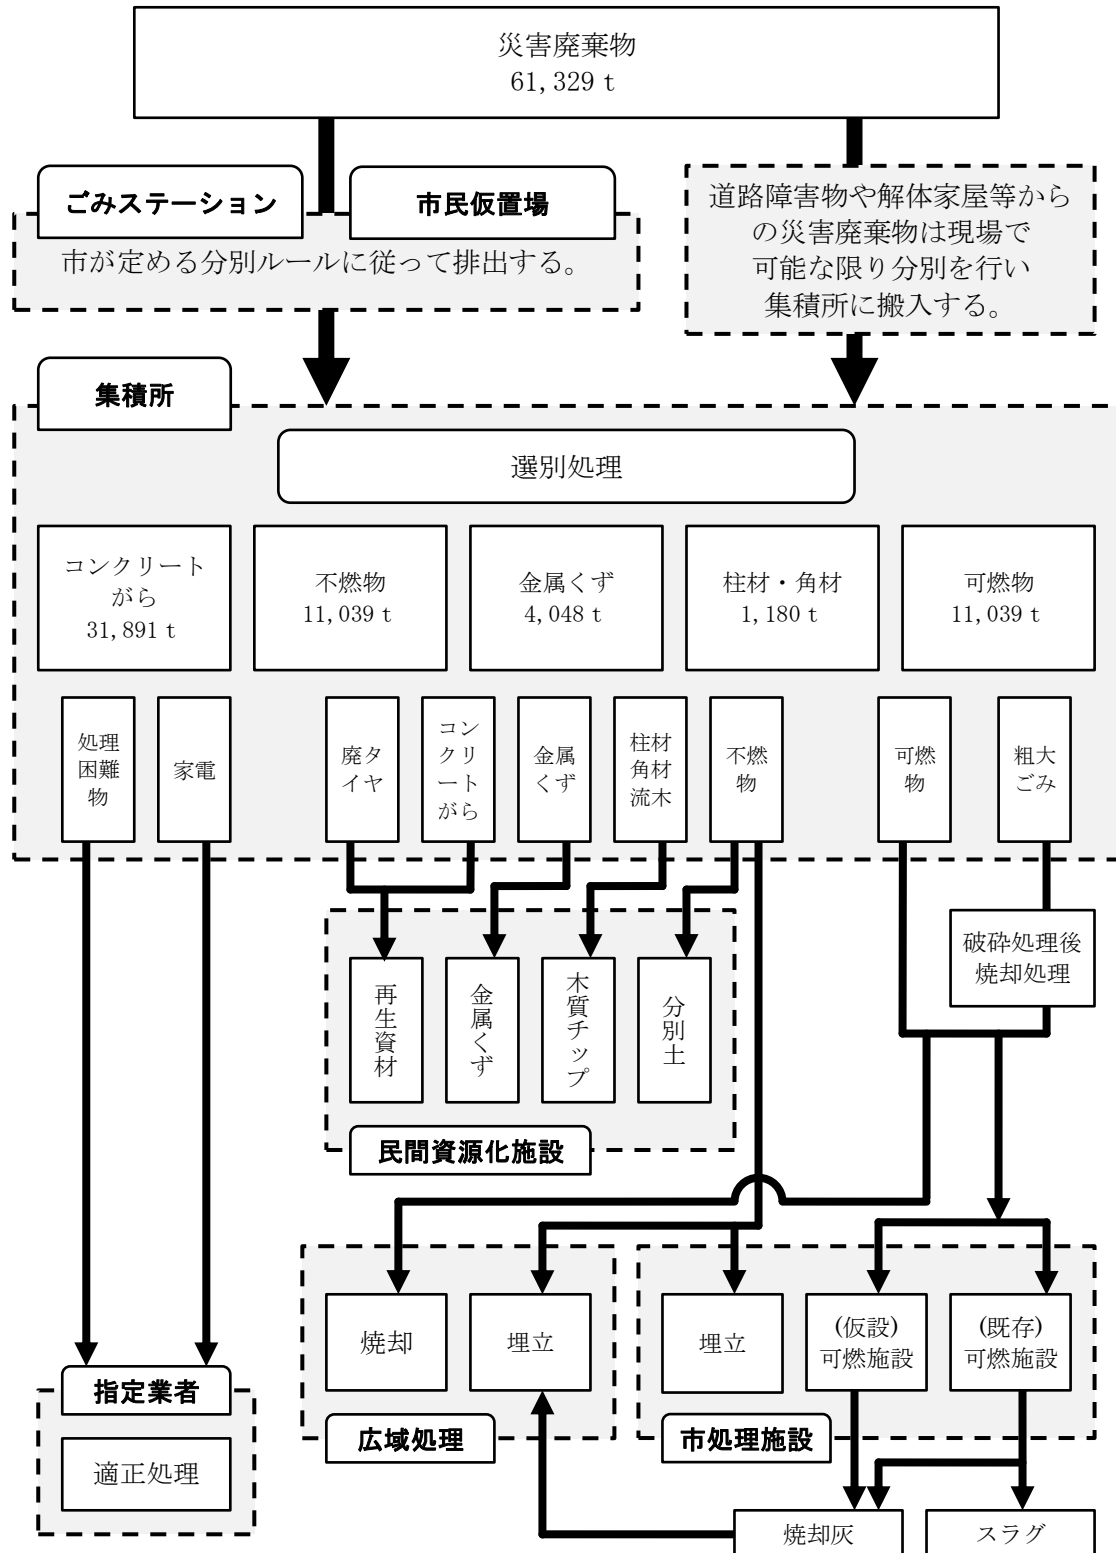 災害廃棄物
61,329 t
ごみステーション
市民仮置場
市が定める分別ルールに従って排出する。
道路障害物や解体家屋等から
の災害廃棄物は現場で
可能な限り分別を行い
集積所に搬入する。
集積所
選別処理
コンクリート
がら
31,891 t
不燃物
11,039 t
金属くず
4,048 t
柱材・角材
1,180 t
可燃物
11,039 t
処理
困難
物
家電
廃タ
イヤ
コン
クリ
ート
がら
金属
くず
柱材
角材
流木
不燃
物
可燃
物
粗大
ごみ
破砕処理後
焼却処理
再生資材
金属くず
木質チップ
分別土
民間資源化施設
焼却
埋立
広域処理
埋立
(仮設)
可燃施設
(既存)
可燃施設
市処理施設
指定業者
適正処理
焼却灰
スラグ